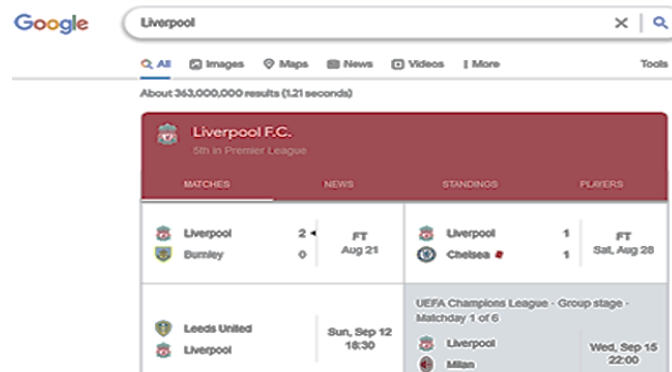 Google Liverpool
All Images Maps News Videos More Tools
About 363,000,000 results (1.21 seconds)
Liverpool F.C.
5th in Premier League
MATCHES NEWS STANDINGS PLAYERS
Liverpool 2
Burnley 0
FT
Aug 21
Liverpool 1
Chelsea 1
FT
Sat, Aug 28
Leeds United
Liverpool
Sun, Sep 12
18:30
UEFA Champions League - Group stage -
Matchday 1 of 6
Liverpool
Milan
Wed, Sep 15
22:00